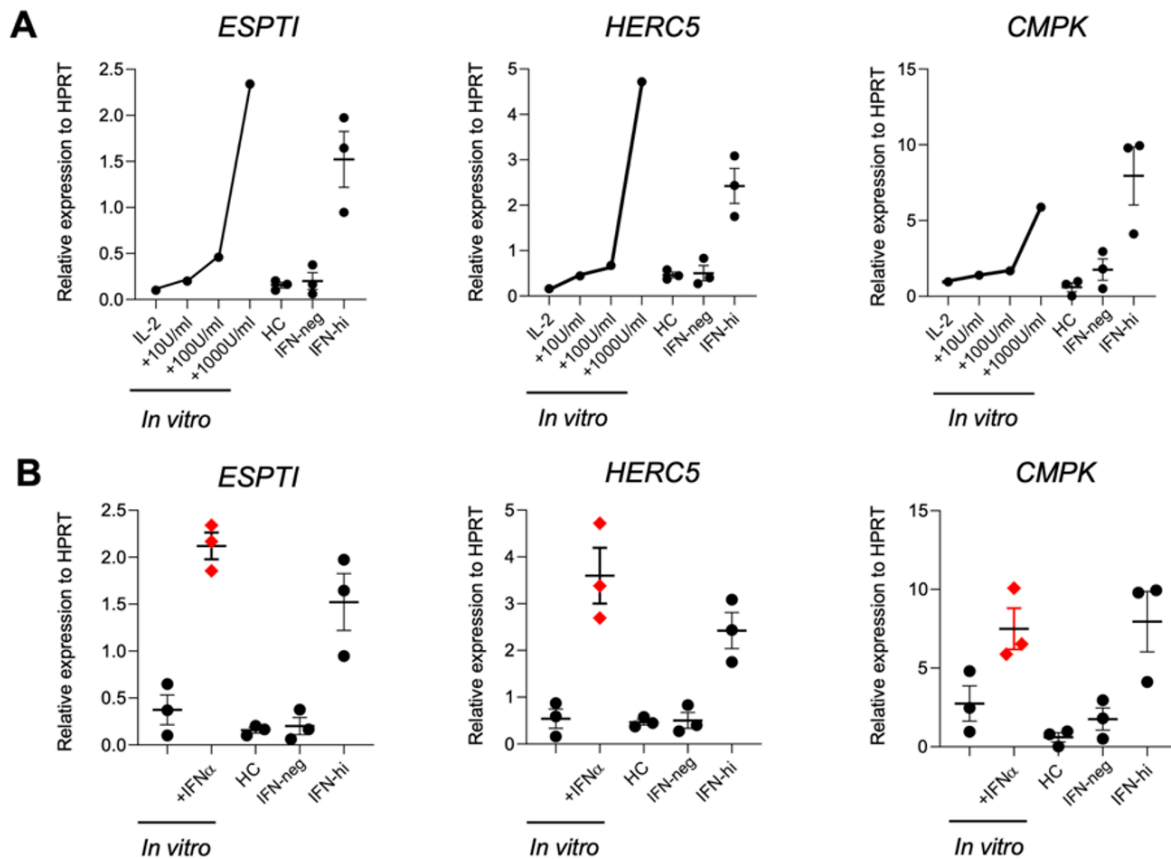 A
ESPTI
HERC5
CMPK
Relative expression to HPRT
2.5
2.0
1.5
1.0
0.5
0.0
IL-2
+10U/ml
+100U/ml
+1000U/ml
HC
IFN-neg
IFN-hi
In vitro
Relative expression to HPRT
5
4
3
2
1
0
IL-2
+10U/ml
+100U/ml
+1000U/ml
HC
IFN-neg
IFN-hi
In vitro
Relative expression to HPRT
15
10
5
0
IL-2
+10U/ml
+100U/ml
+1000U/ml
HC
IFN-neg
IFN-hi
In vitro
B
ESPTI
HERC5
CMPK
Relative expression to HPRT
2.5
2.0
1.5
1.0
0.5
0.0
+IFNα
HC
IFN-neg
IFN-hi
In vitro
Relative expression to HPRT
5
4
3
2
1
0
+IFNα
HC
IFN-neg
IFN-hi
In vitro
Relative expression to HPRT
15
10
5
0
+IFNα
HC
IFN-neg
IFN-hi
In vitro